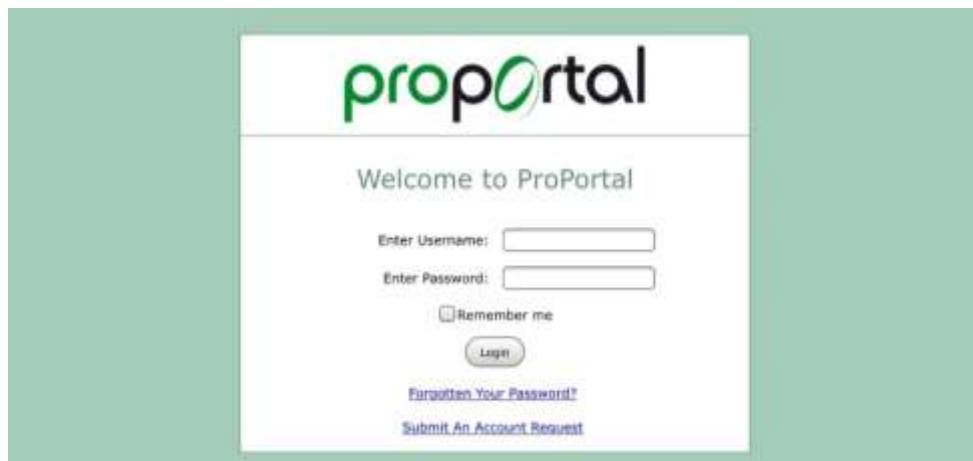 proportal
Welcome to ProPortal
Enter Username:
Enter Password:
Remember me
Login
Forgotten Your Password?
Submit An Account Request